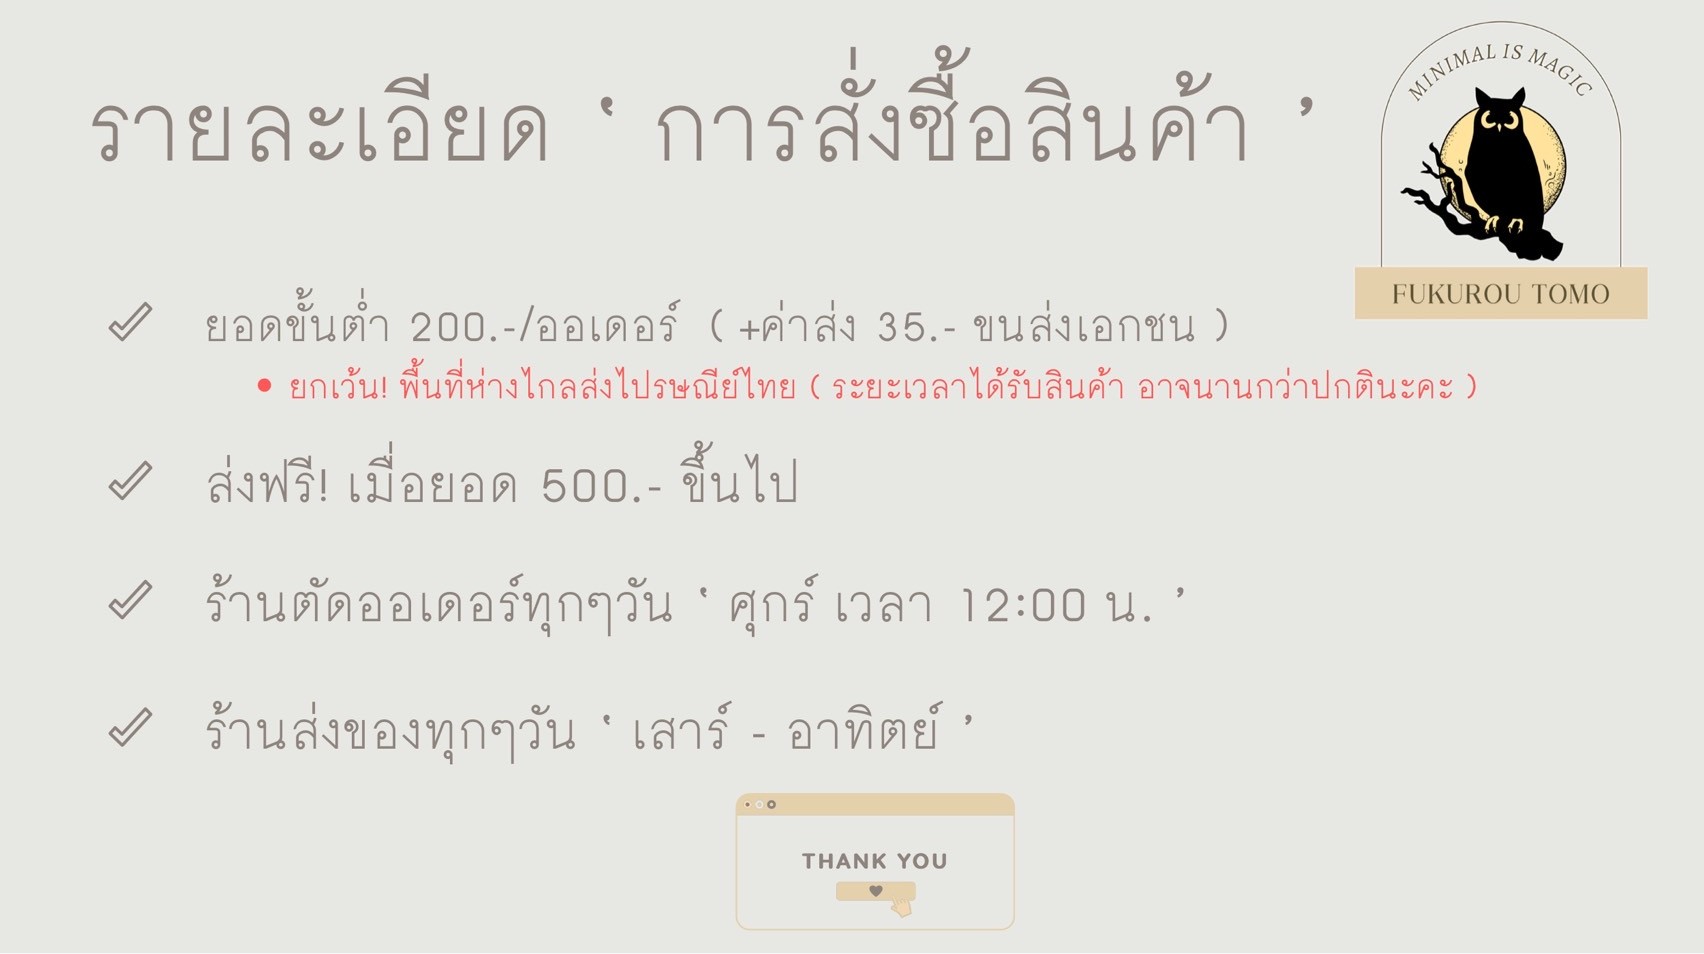 รายละเอียด ‘ การสั่งซื้อสินค้า ’
MINIMAL IS MAGIC
FUKUROU TOMO
ยอดขั้นต่ำ 200.-/ออเดอร์ ( +ค่าส่ง 35.- ขนส่งเอกชน )
ยกเว้น! พื้นที่ห่างไกลส่งไปรษณีย์ไทย ( ระยะเวลาได้รับสินค้า อาจนานกว่าปกตินะคะ )
ส่งฟรี! เมื่อยอด 500.- ขึ้นไป
ร้านตัดออเดอร์ทุกๆวัน ‘ ศุกร์ เวลา 12:00 น. ’
ร้านส่งของทุกๆวัน ‘ เสาร์ - อาทิตย์ ’
THANK YOU